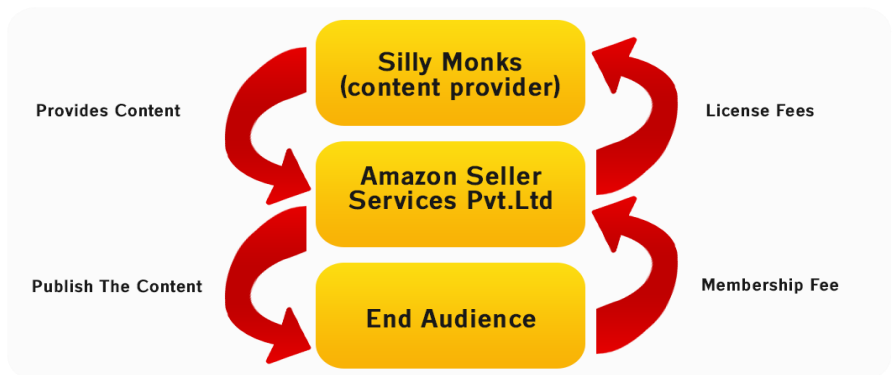 Silly Monks
(content provider)
Provides Content
License Fees
Amazon Seller
Services Pvt.Ltd
Publish The Content
Membership Fee
End Audience